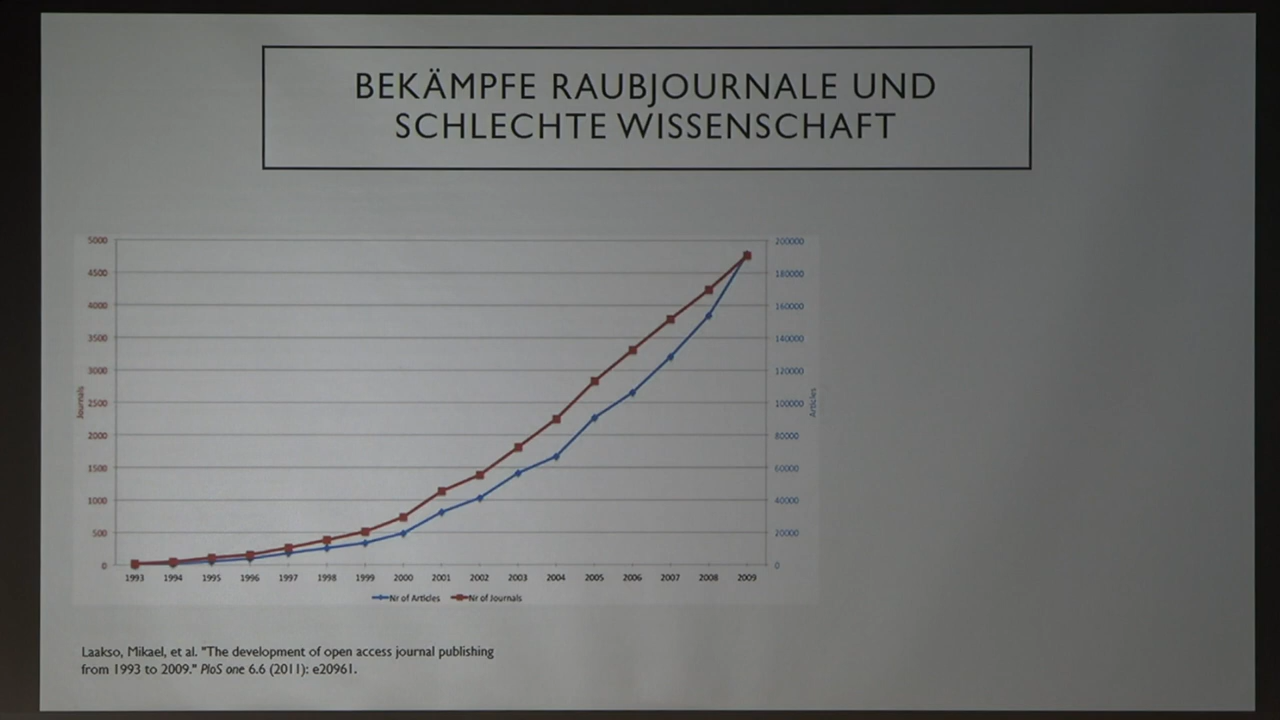 BEKÄMPFE RAUBJOURNALE UND
SCHLECHTE WISSENSCHAFT
5000
4500
4000
3500
3000
2500
2000
1500
1000
500
0
Journals
200000
180000
160000
140000
120000
100000
80000
60000
40000
20000
0
Articles
1993 1994 1995 1996 1997 1998 1999 2000 2001 2002 2003 2004 2005 2006 2007 2008 2009
Nr of Articles Nr of Journals
Laakso, Mikael, et al. "The development of open access journal publishing
from 1993 to 2009." PloS one 6.6 (2011): e20961.